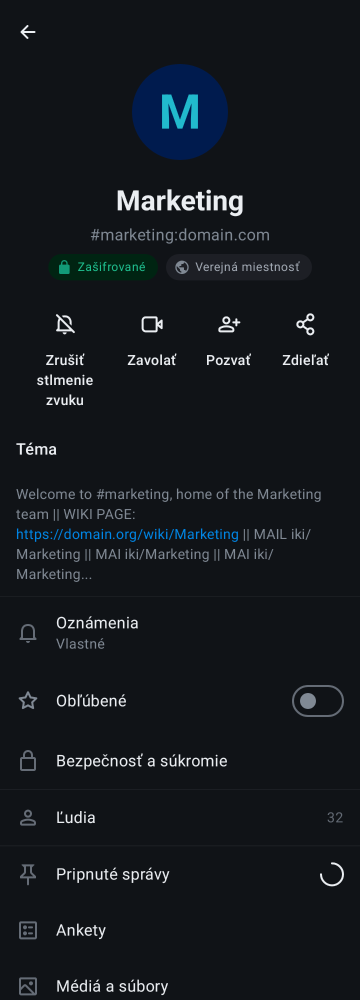 M
Marketing
#marketing:domain.com
Zašifrované
Verejná miestnosť
Zrušiť
stlmenie
zvuku
Zavolať
Pozvať
Zdieľať
Téma
Welcome to #marketing, home of the Marketing
team || WIKI PAGE:
https://domain.org/wiki/Marketing || MAIL iki/
Marketing || MAI iki/Marketing || MAI iki/
Marketing...
Oznámenia
Vlastné
Obľúbené
Bezpečnosť a súkromie
Ľudia 32
Pripnuté správy
Ankety
Médiá a súbory